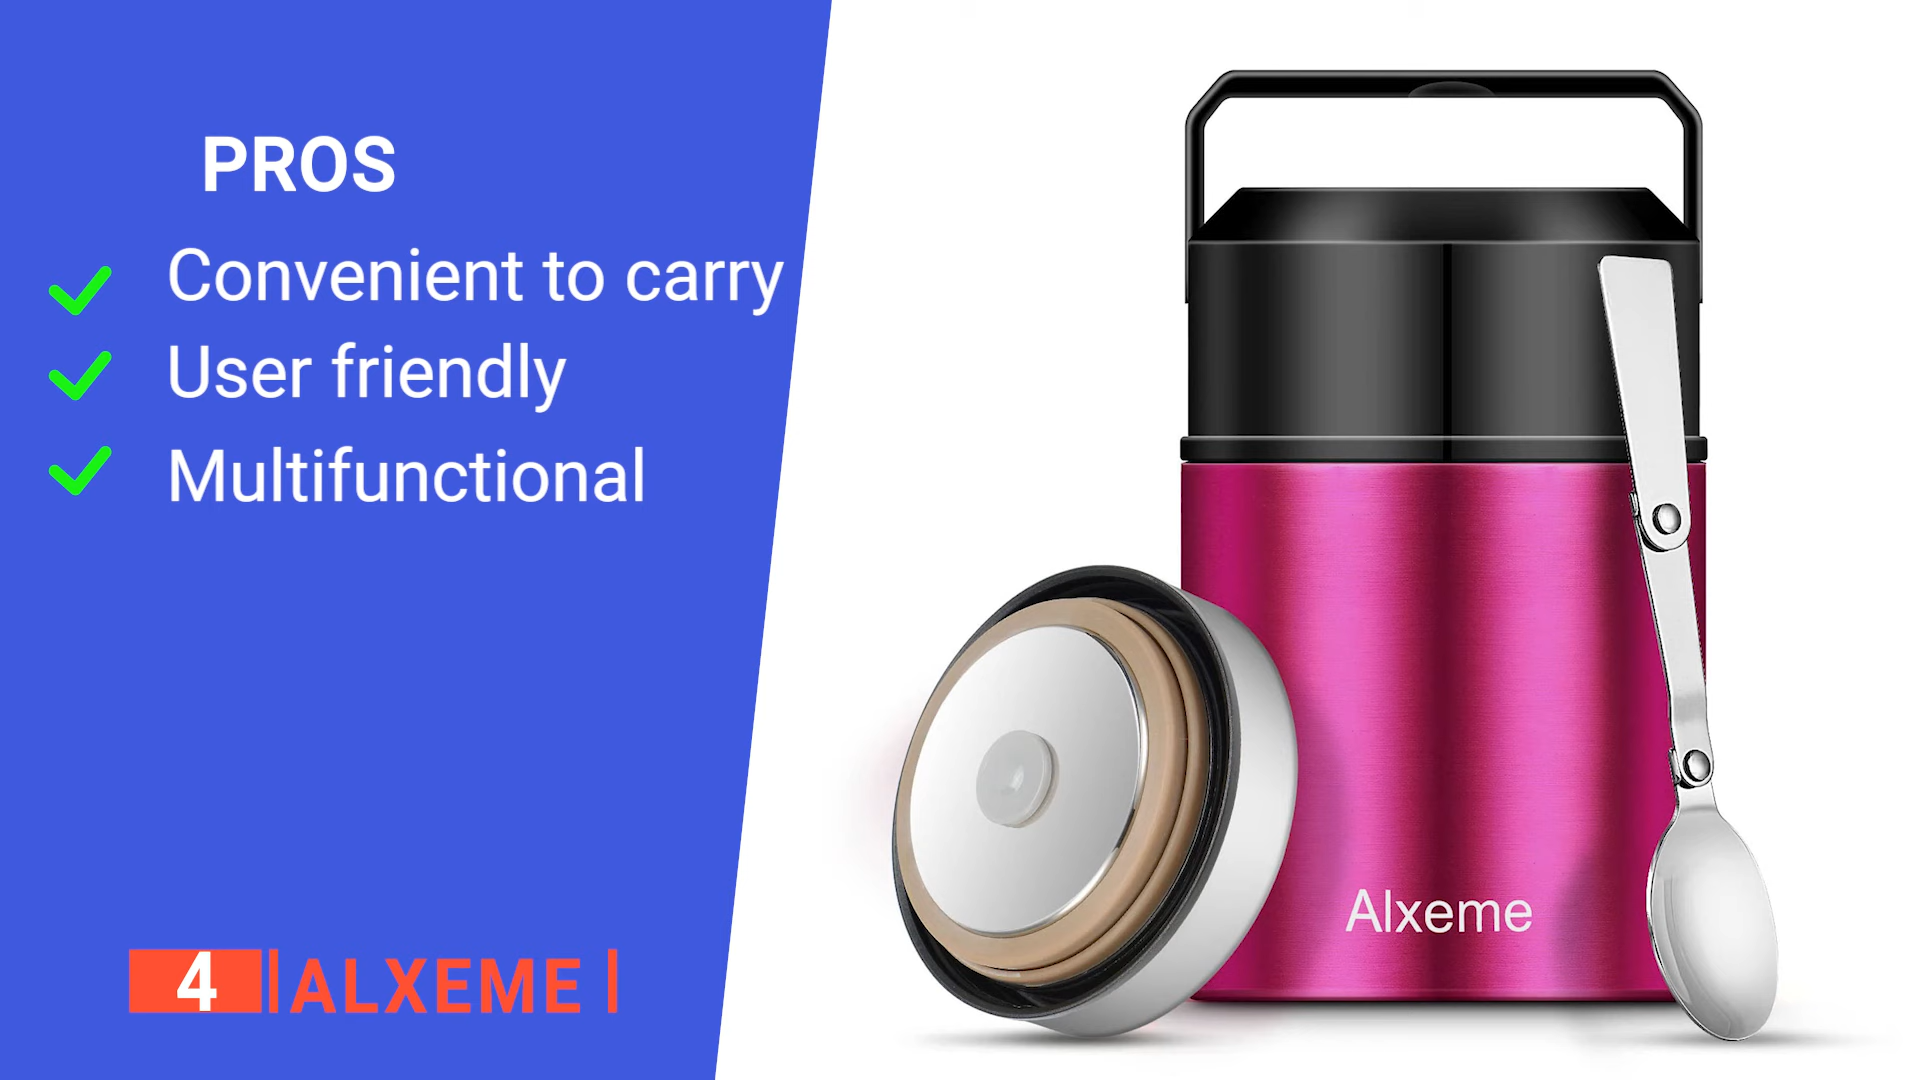 PROS
Convenient to carry
User friendly
Multifunctional
4 ALXEME
Alxeme